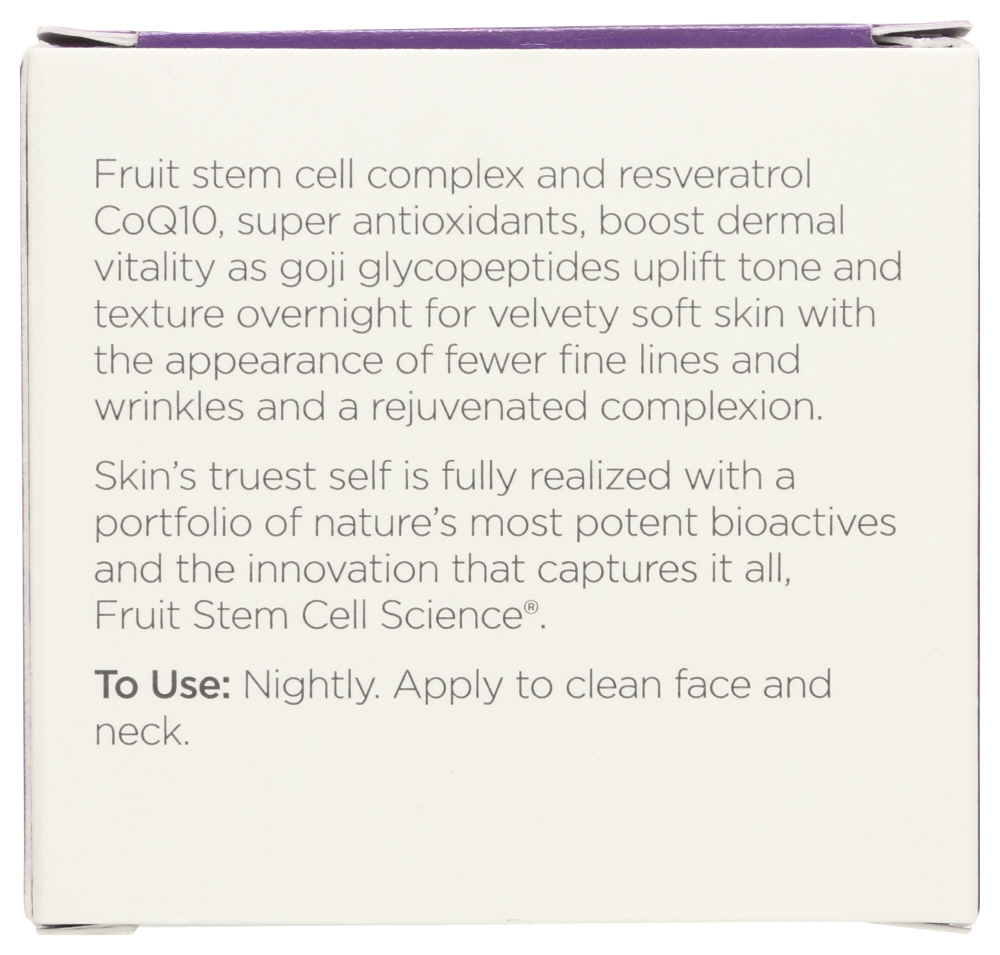 Fruit stem cell complex and resveratrol
CoQ10, super antioxidants, boost dermal
vitality as goji glycopeptides uplift tone and
texture overnight for velvety soft skin with
the appearance of fewer fine lines and
wrinkles and a rejuvenated complexion.
Skin’s truest self is fully realized with a
portfolio of nature’s most potent bioactives
and the innovation that captures it all,
Fruit Stem Cell Science®.
To Use: Nightly. Apply to clean face and
neck.